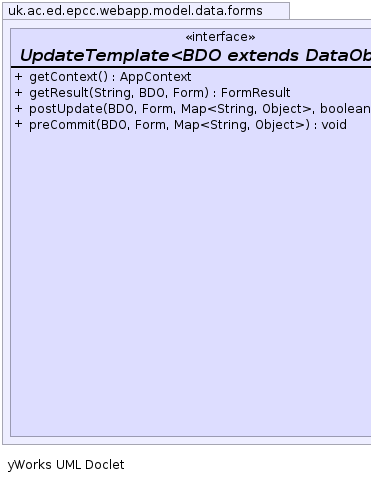 uk.ac.ed.epcc.webapp.model.data.forms
«interface»
UpdateTemplate<BDO extends DataOb
+ getContext() : AppContext
+ getResult(String, BDO, Form) : FormResult
+ postUpdate(BDO, Form, Map<String, Object>, boolean
+ preCommit(BDO, Form, Map<String, Object>) : void
yWorks UML Doclet